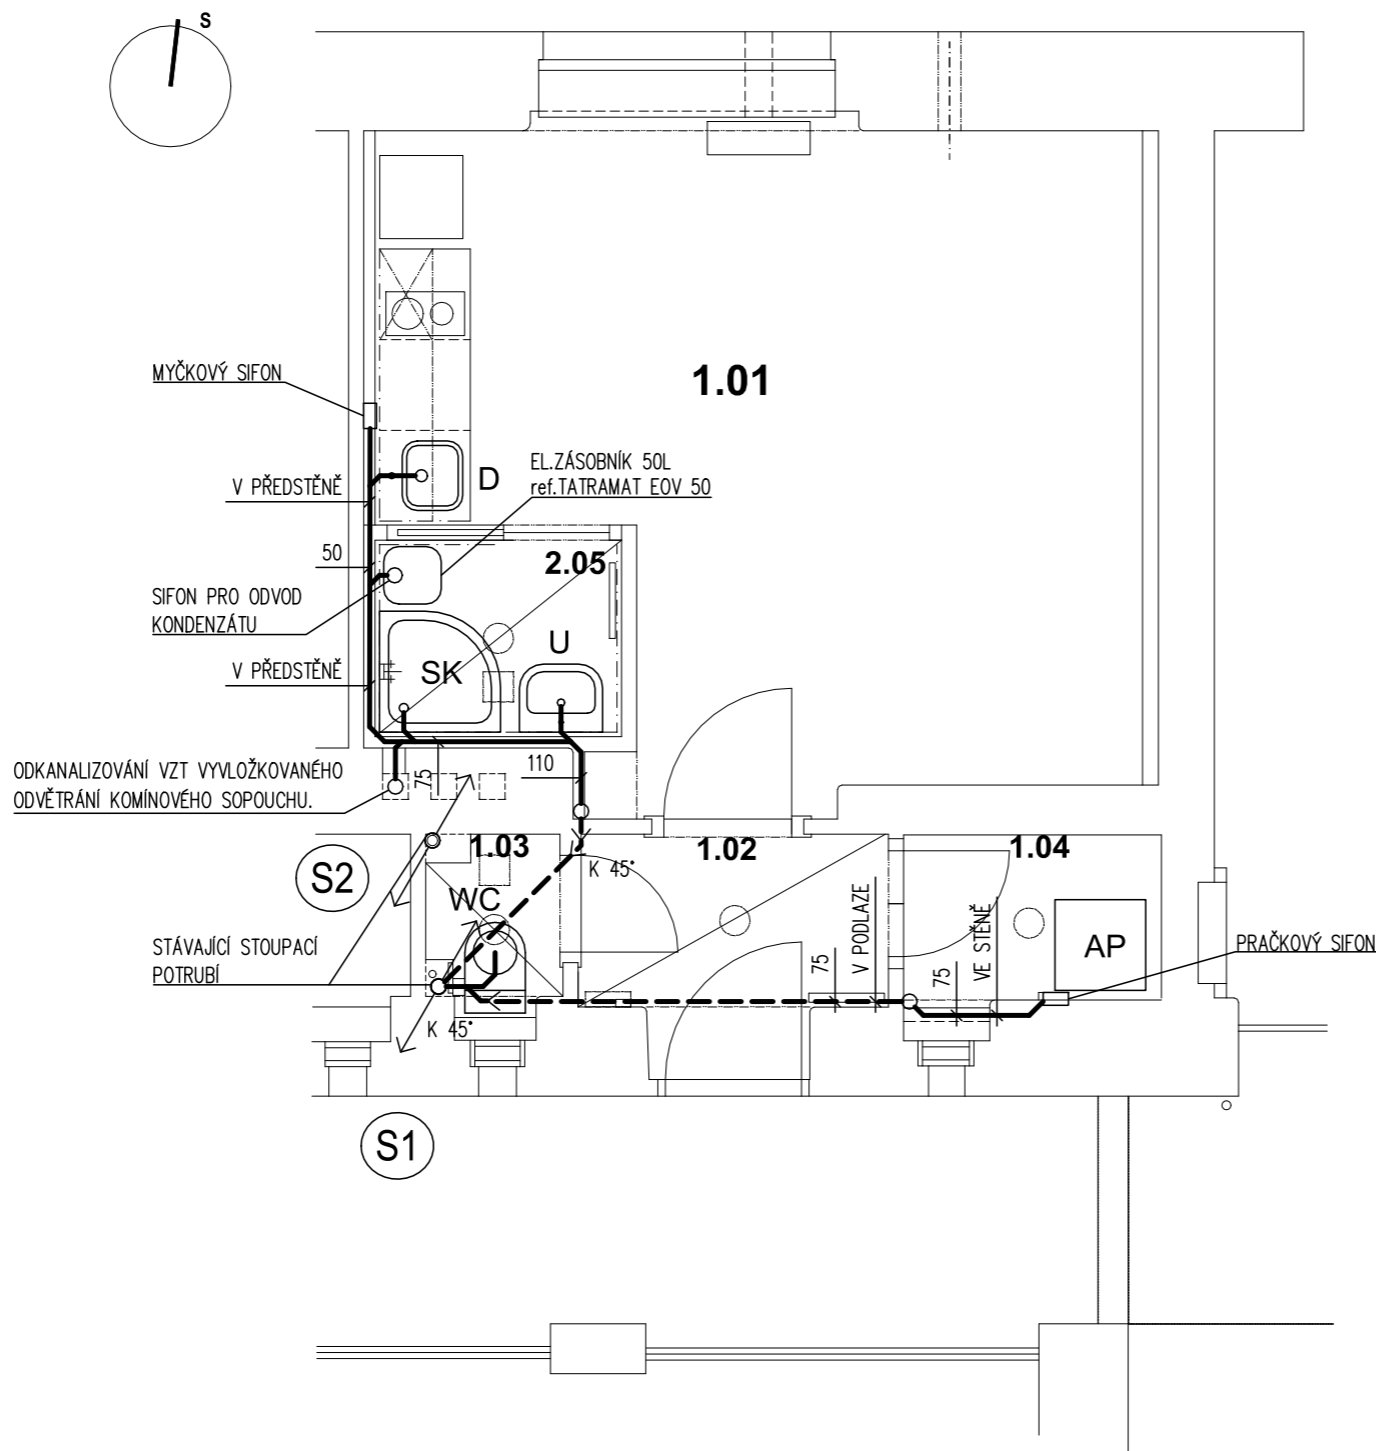 S
MYČKOVÝ SIFON
1.01
V PŘEDSTĚNĚ
D
EL.ZÁSOBNÍK 50L
ref.TATRAMAT EOV 50
50
2.05
SIFON PRO ODVOD
KONDENZÁTU
U
V PŘEDSTĚNĚ
SK
ODKANALIZOVÁNÍ VZT VYVLOŽKOVANÉHO
ODVĚTRÁNÍ KOMÍNOVÉHO SOPOUCHU.
75
110
1.03
1.02
1.04
S2
K 45°
WC
STÁVAJÍCÍ STOUPACÍ
POTRUBÍ
75
V PODLAZE
75
VE STĚNĚ
AP
PRAČKOVÝ SIFON
K 45°
S1